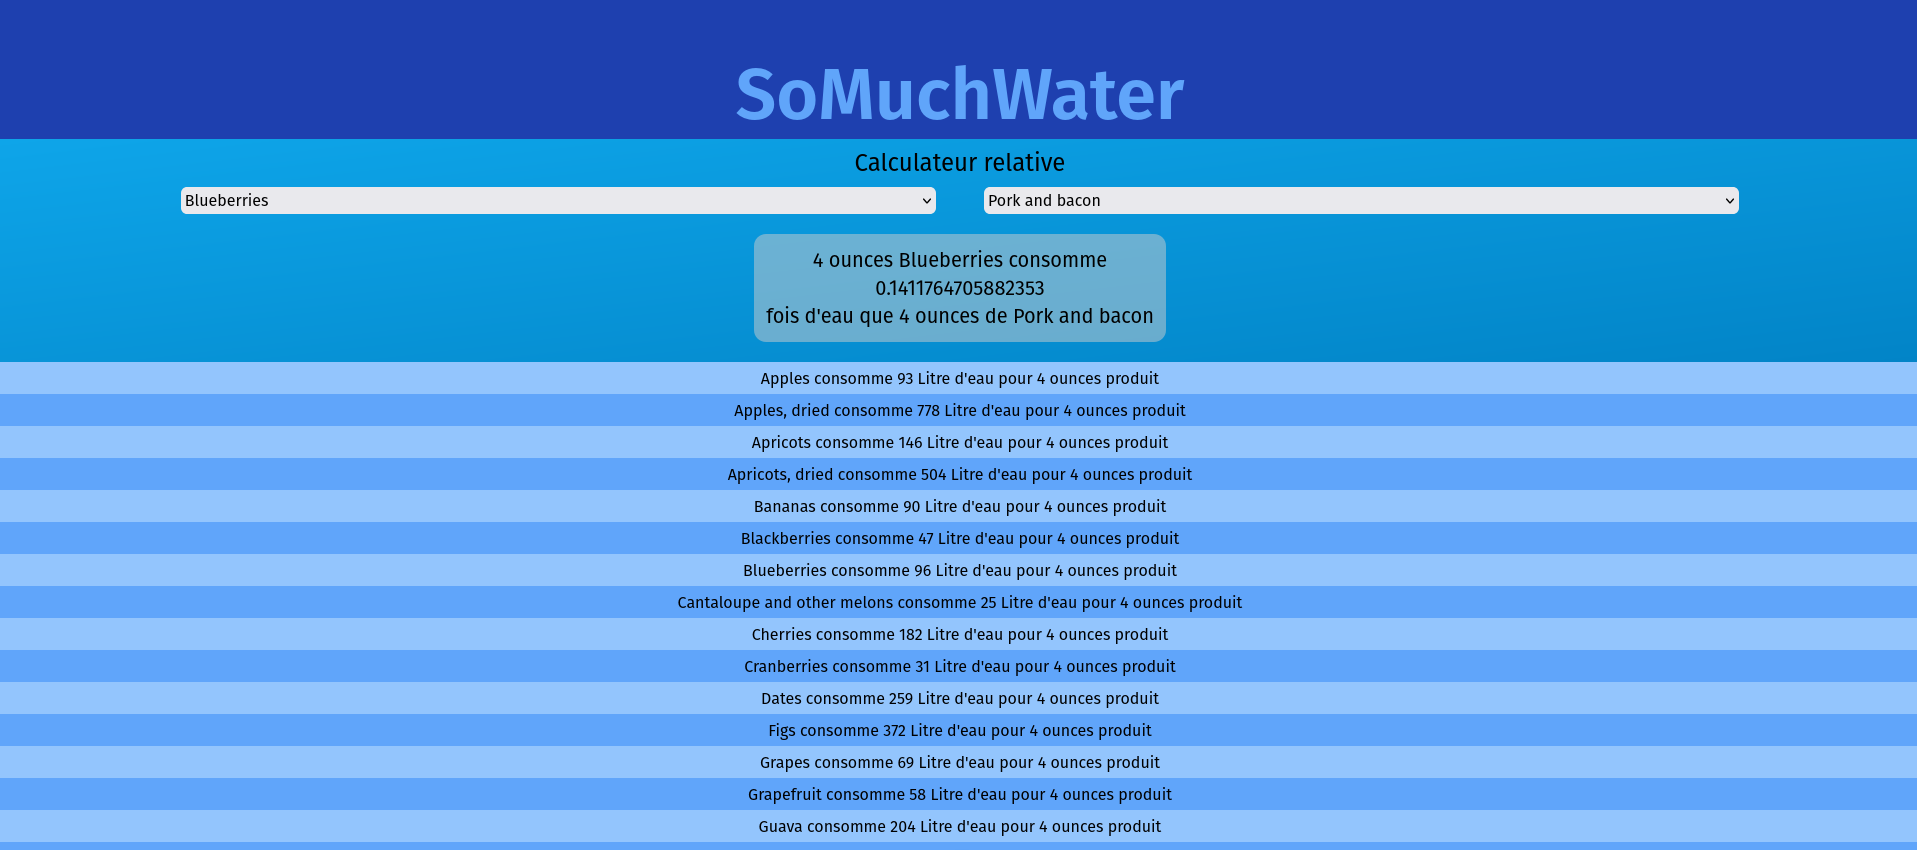 SoMuchWater
Calculateur relative
Blueberries
Pork and bacon
4 ounces Blueberries consomme
0.1411764705882353
fois d'eau que 4 ounces de Pork and bacon
Apples consomme 93 Litre d'eau pour 4 ounces produit
Apples, dried consomme 778 Litre d'eau pour 4 ounces produit
Apricots consomme 146 Litre d'eau pour 4 ounces produit
Apricots, dried consomme 504 Litre d'eau pour 4 ounces produit
Bananas consomme 90 Litre d'eau pour 4 ounces produit
Blackberries consomme 47 Litre d'eau pour 4 ounces produit
Blueberries consomme 96 Litre d'eau pour 4 ounces produit
Cantaloupe and other melons consomme 25 Litre d'eau pour 4 ounces produit
Cherries consomme 182 Litre d'eau pour 4 ounces produit
Cranberries consomme 31 Litre d'eau pour 4 ounces produit
Dates consomme 259 Litre d'eau pour 4 ounces produit
Figs consomme 372 Litre d'eau pour 4 ounces produit
Grapes consomme 69 Litre d'eau pour 4 ounces produit
Grapefruit consomme 58 Litre d'eau pour 4 ounces produit
Guava consomme 204 Litre d'eau pour 4 ounces produit